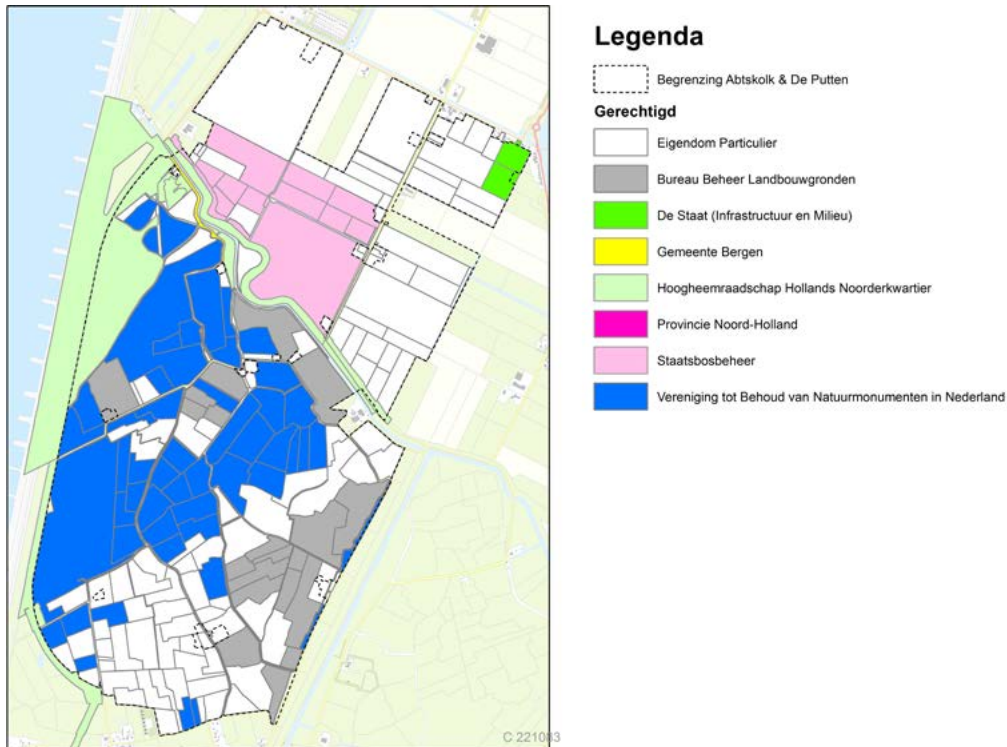 Legenda
Begrenzing Abtskolk & De Putten
Gerechtigd
Eigendom Particulier
Bureau Beheer Landbouwgronden
De Staat (Infrastructuur en Milieu)
Gemeente Bergen
Hoogheemraadschap Hollands Noorderkwartier
Provincie Noord-Holland
Staatsbosbeheer
Vereniging tot Behoud van Natuurmonumenten in Nederland
C 221083